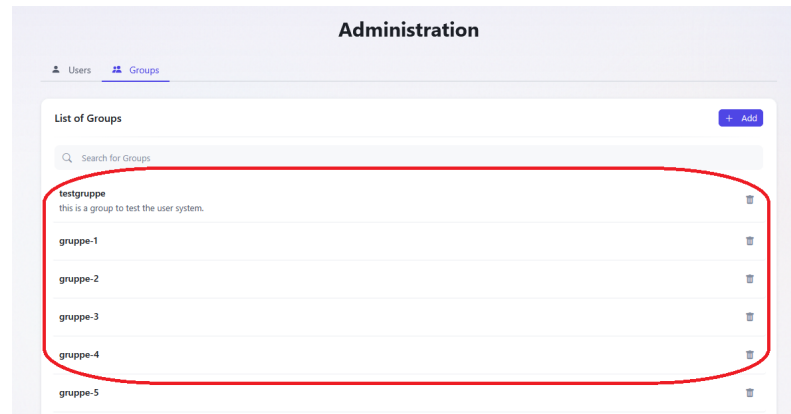 Administration
Users Groups
List of Groups
+ Add
Search for Groups
testgruppe
this is a group to test the user system.
gruppe-1
gruppe-2
gruppe-3
gruppe-4
gruppe-5